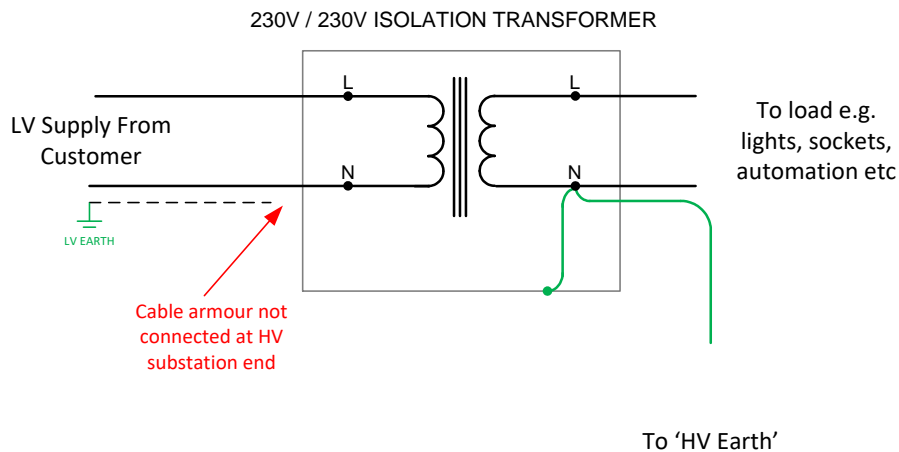 230V / 230V ISOLATION TRANSFORMER
L
L
LV Supply From
Customer
To load e.g.
lights, sockets,
automation etc
N
N
LV EARTH
Cable armour not
connected at HV
substation end
To ‘HV Earth’